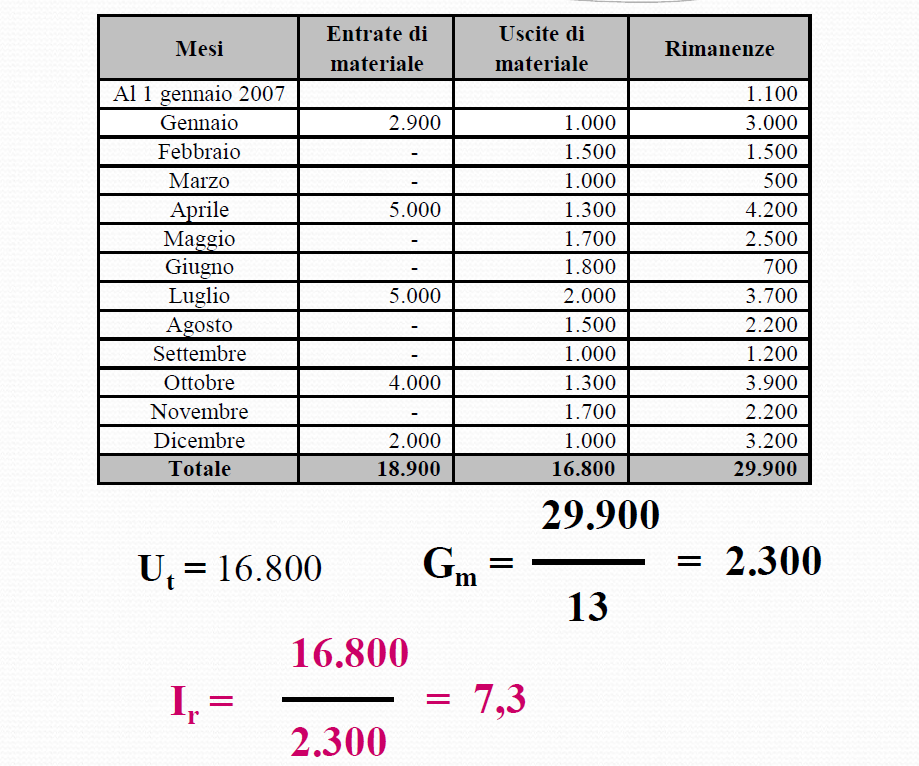 Mesi Entrate di materiale Uscite di materiale Rimanenze
Al 1 gennaio 2007 1.100
Gennaio 2.900 1.000 3.000
Febbraio - 1.500 1.500
Marzo - 1.000 500
Aprile 5.000 1.300 4.200
Maggio - 1.700 2.500
Giugno - 1.800 700
Luglio 5.000 2.000 3.700
Agosto - 1.500 2.200
Settembre - 1.000 1.200
Ottobre 4.000 1.300 3.900
Novembre - 1.700 2.200
Dicembre 2.000 1.000 3.200
Totale 18.900 16.800 29.900
29.900
Ut = 16.800 Gm = = 2.300
13
16.800
Ir = = 7,3
2.300